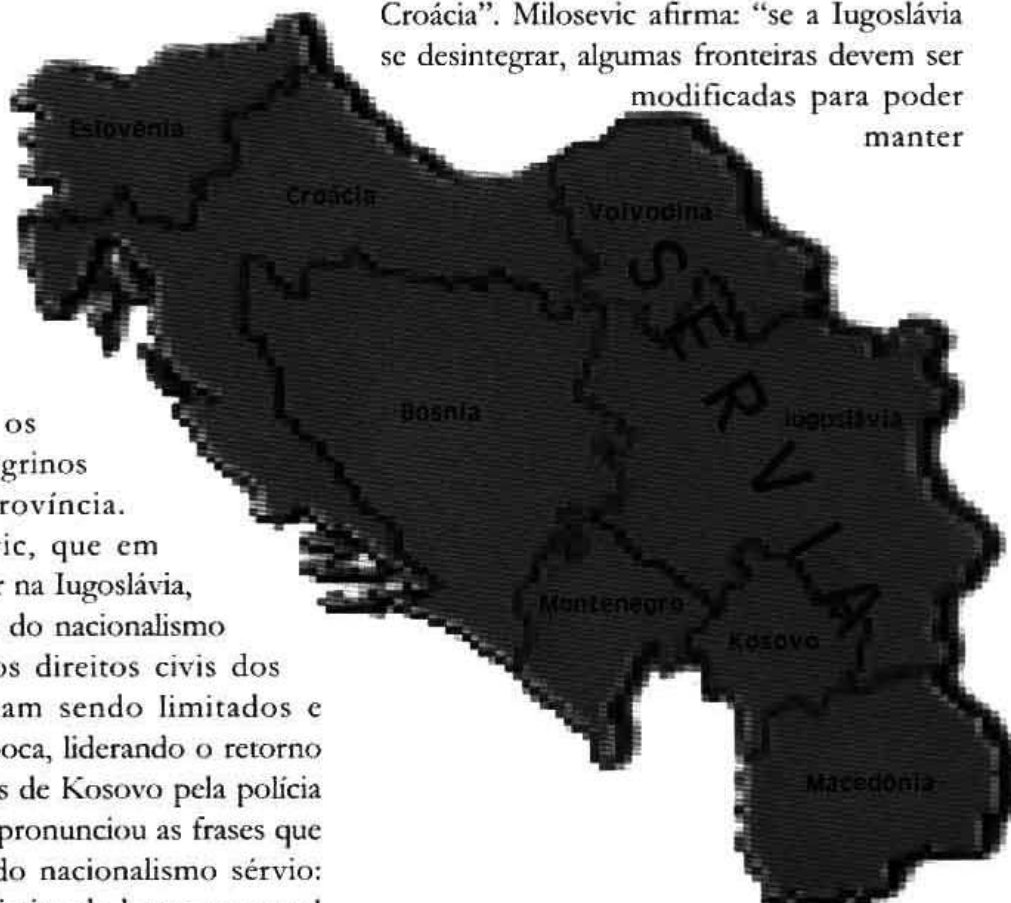 Croácia”. Milosevic afirma: “se a Iugoslávia
se desintegrar, algumas fronteiras devem ser
modificadas para poder
manter
Eslovênia
Croácia
Voivodina
SÉRVIA
Iugoslávia
Bosnia
Montenegro
Kosovo
Macedônia
os
grinos
rovíncia.
ic, que em
r na Iugoslávia,
do nacionalismo
os direitos civis dos
am sendo limitados e
oca, liderando o retorno
s de Kosovo pela polícia
pronunciou as frases que
do nacionalismo sérvio: